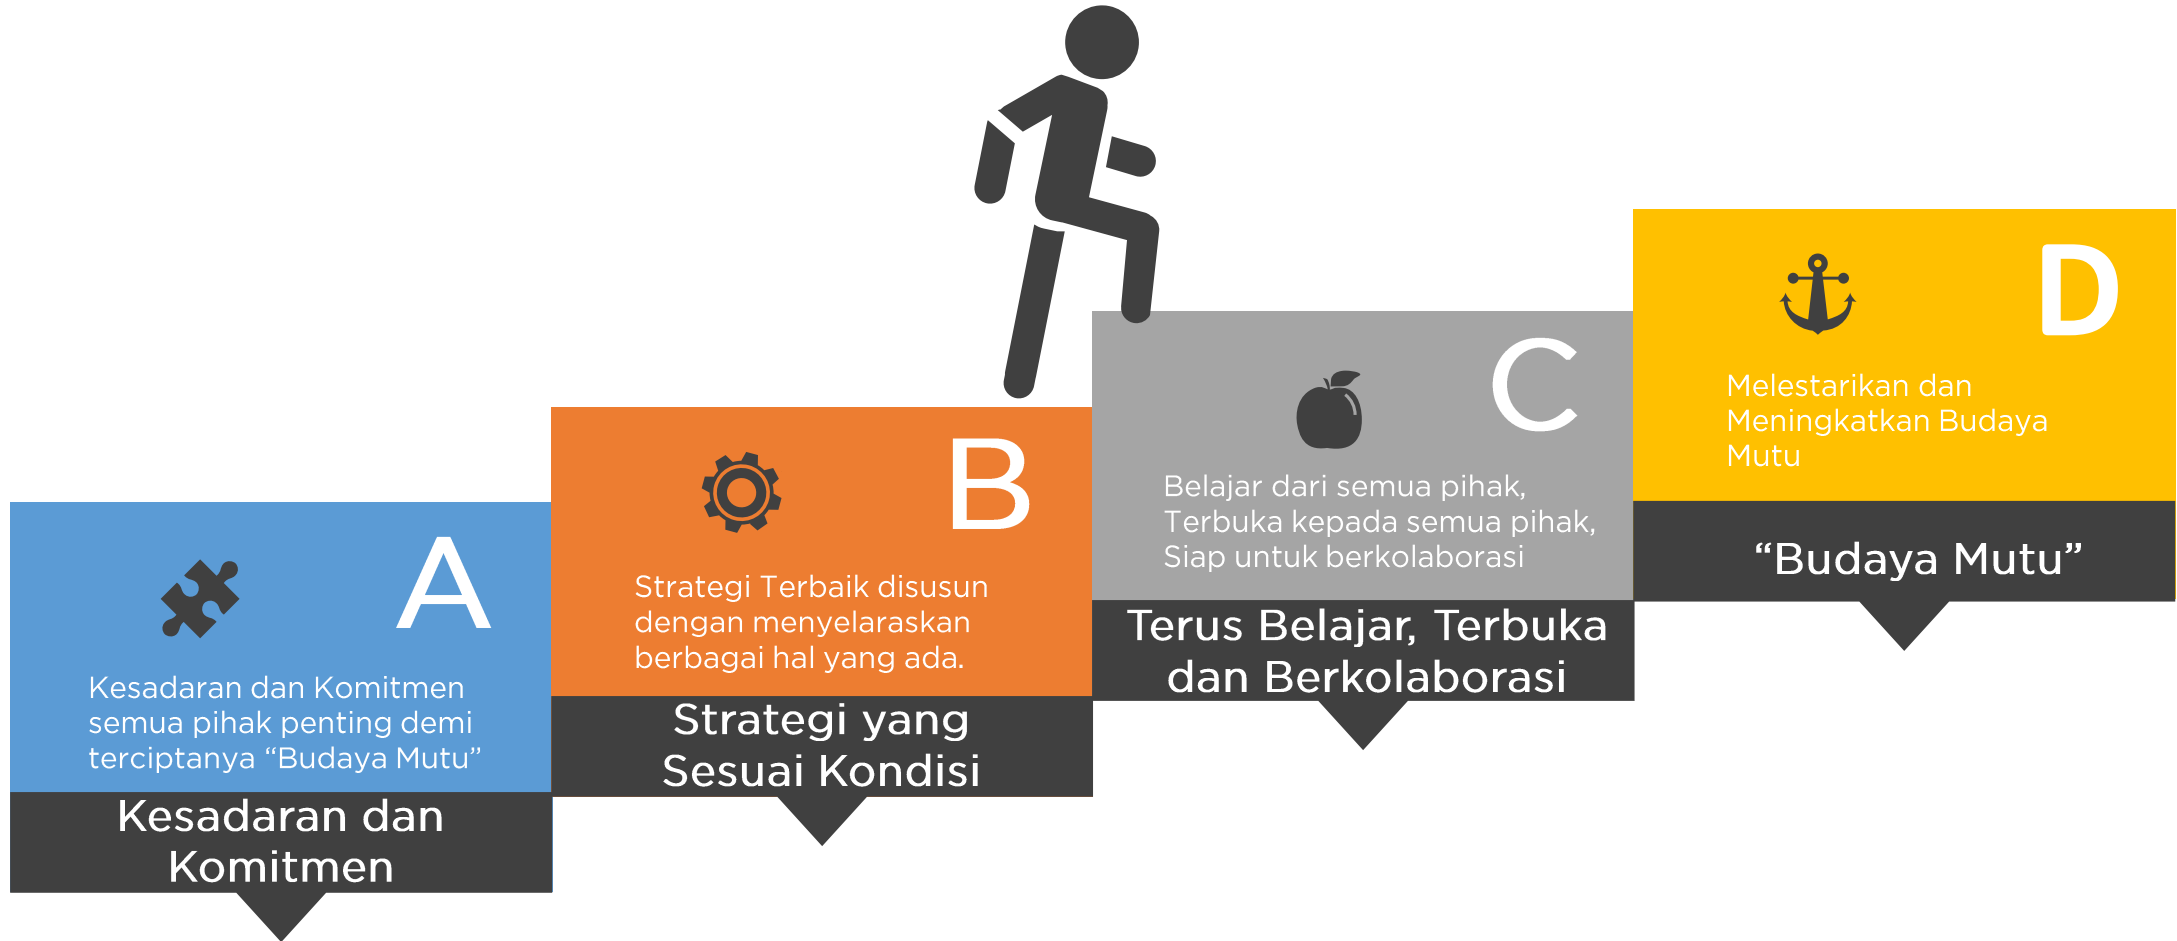 A
Kesadaran dan Komitmen
semua pihak penting demi
terciptanya “Budaya Mutu”
Kesadaran dan
Komitmen
B
Strategi Terbaik disusun
dengan menyelaraskan
berbagai hal yang ada.
Strategi yang
Sesuai Kondisi
C
Belajar dari semua pihak,
Terbuka kepada semua pihak,
Siap untuk berkolaborasi
Terus Belajar, Terbuka
dan Berkolaborasi
D
Melestarikan dan
Meningkatkan Budaya
Mutu
“Budaya Mutu”